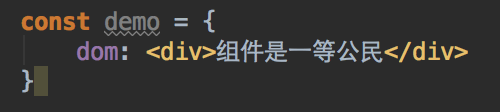 const demo = {
    dom: <div>组件是一等公民</div>
}